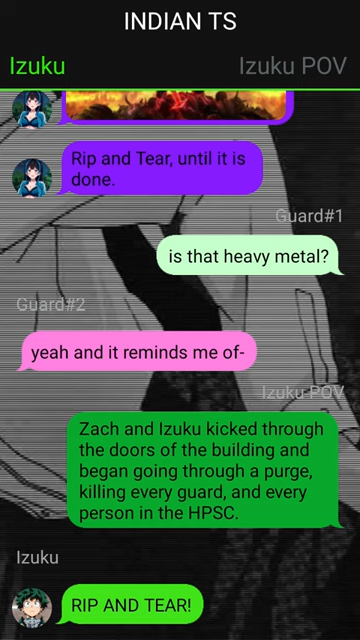 INDIAN TS
Izuku
Izuku POV
Rip and Tear, until it is
done.
Guard#1
is that heavy metal?
Guard#2
yeah and it reminds me of-
Izuku POV
Zach and Izuku kicked through
the doors of the building and
began going through a purge,
killing every guard, and every
person in the HPSC.
Izuku
RIP AND TEAR!